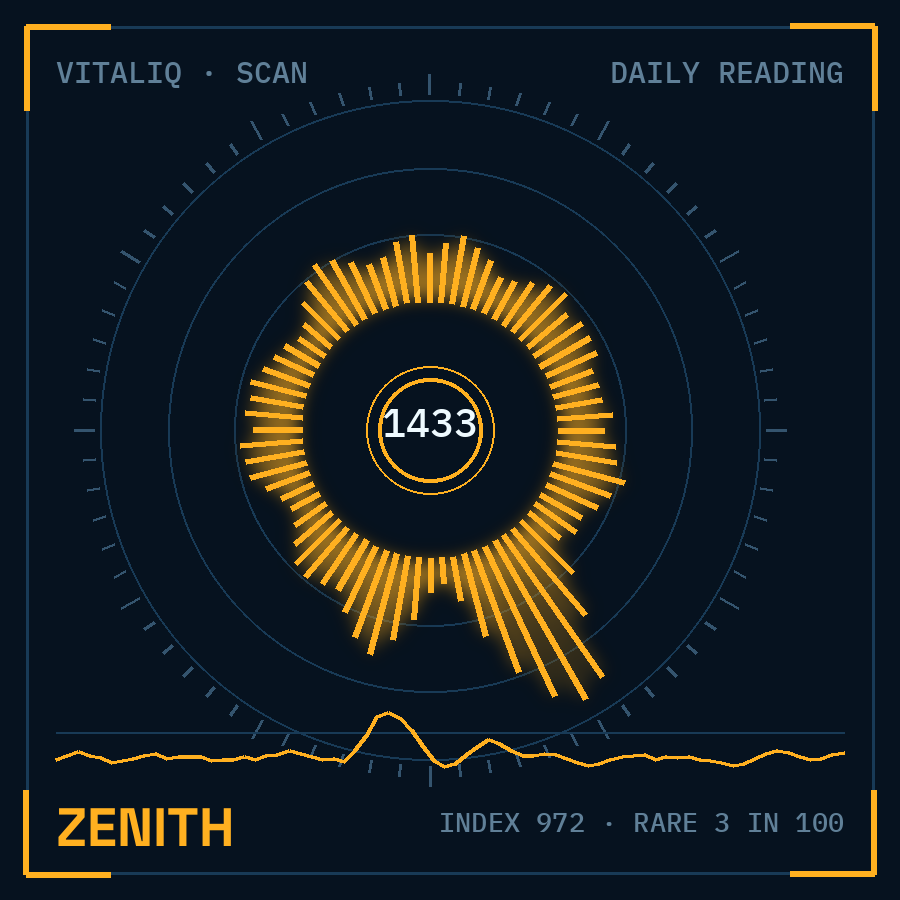 VITALIQ · SCAN
DAILY READING
1433
ZENITH
INDEX 972 · RARE 3 IN 100